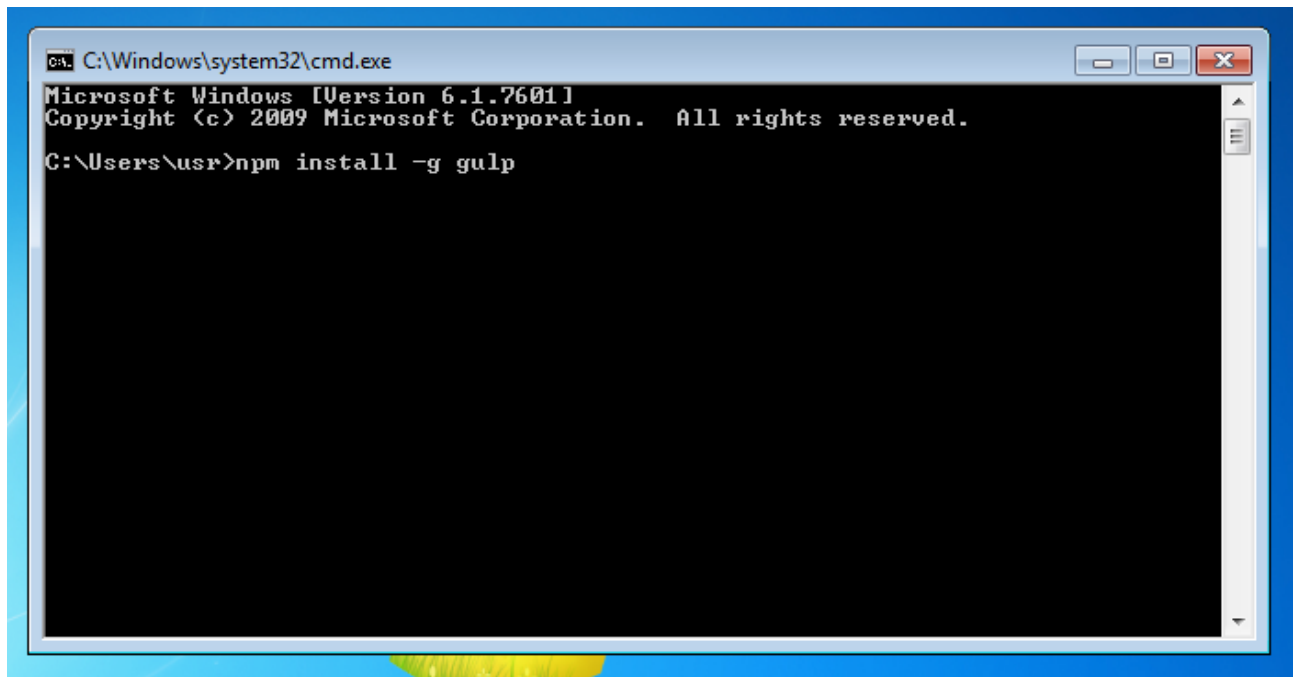 C:\Windows\system32\cmd.exe
Microsoft Windows [Version 6.1.7601]
Copyright (c) 2009 Microsoft Corporation.  All rights reserved.
C:\Users\usr>npm install -g gulp